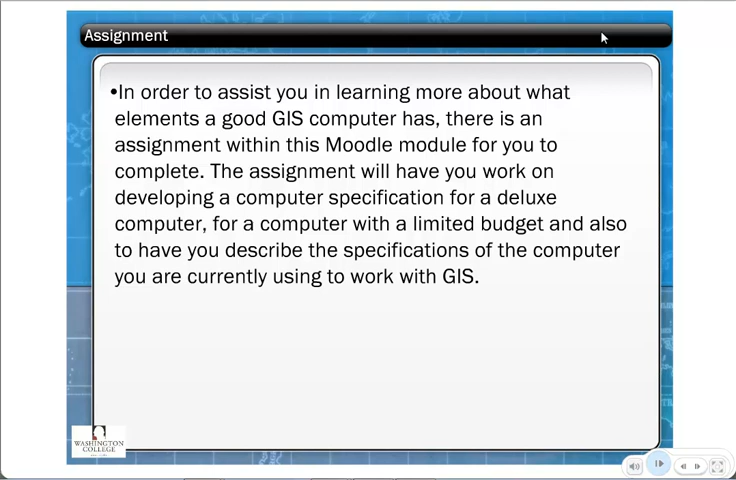 Assignment
•In order to assist you in learning more about what
elements a good GIS computer has, there is an
assignment within this Moodle module for you to
complete. The assignment will have you work on
developing a computer specification for a deluxe
computer, for a computer with a limited budget and also
to have you describe the specifications of the computer
you are currently using to work with GIS.
WASHINGTON
COLLEGE